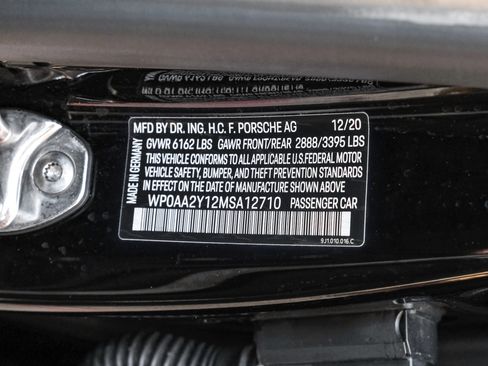 MFD BY DR. ING. H.C. F. PORSCHE AG 12/20
GVWR 6162 LBS GAWR FRONT/REAR 2888/3395 LBS
THIS VEHICLE CONFORMS TO ALL APPLICABLE U.S. FEDERAL MOTOR
VEHICLE SAFETY, BUMPER AND THEFT PREVENTION STANDARDS
IN EFFECT ON THE DATE OF MANUFACTURE SHOWN ABOVE
WP0AA2Y12MSA12710 PASSENGER CAR
MADE IN GERMANY
9J1.010.016.C